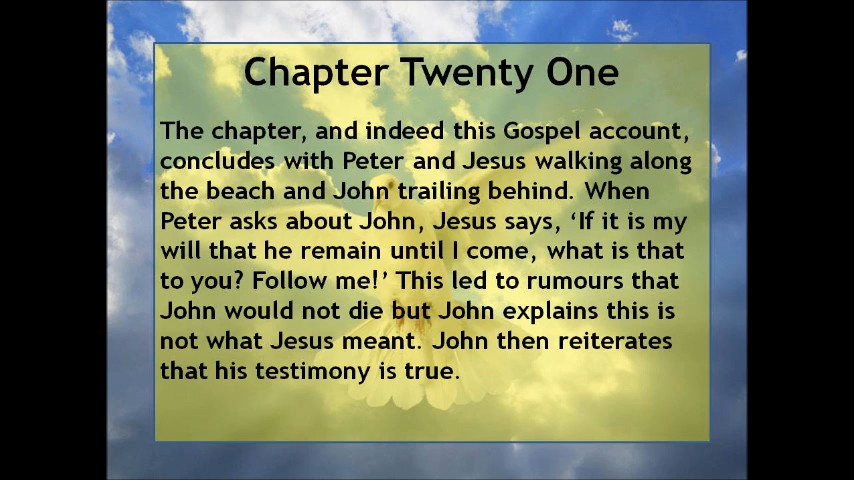 Chapter Twenty One
The chapter, and indeed this Gospel account,
concludes with Peter and Jesus walking along
the beach and John trailing behind. When
Peter asks about John, Jesus says, ‘If it is my
will that he remain until I come, what is that
to you? Follow me!’ This led to rumours that
John would not die but John explains this is
not what Jesus meant. John then reiterates
that his testimony is true.